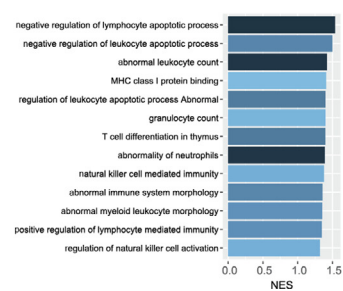 negative regulation of lymphocyte apoptotic process
negative regulation of leukocyte apoptotic process
abnormal leukocyte count
MHC class I protein binding
regulation of leukocyte apoptotic process Abnormal
granulocyte count
T cell differentiation in thymus
abnormality of neutrophils
natural killer cell mediated immunity
abnormal immune system morphology
abnormal myeloid leukocyte morphology
positive regulation of lymphocyte mediated immunity
regulation of natural killer cell activation
0.0 0.5 1.0 1.5
NES